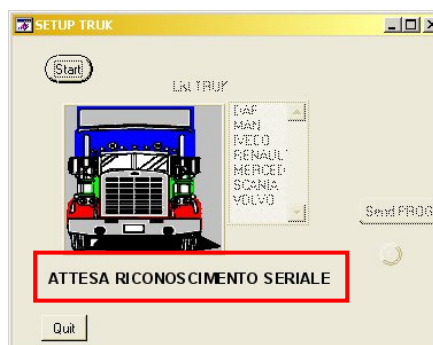 SETUP TRUK
Start
List TRUK
DAF
MAN
IVECO
RENAULT
MERCED
SCANIA
VOLVO
Send PROG
ATTESA RICONOSCIMENTO SERIALE
Quit